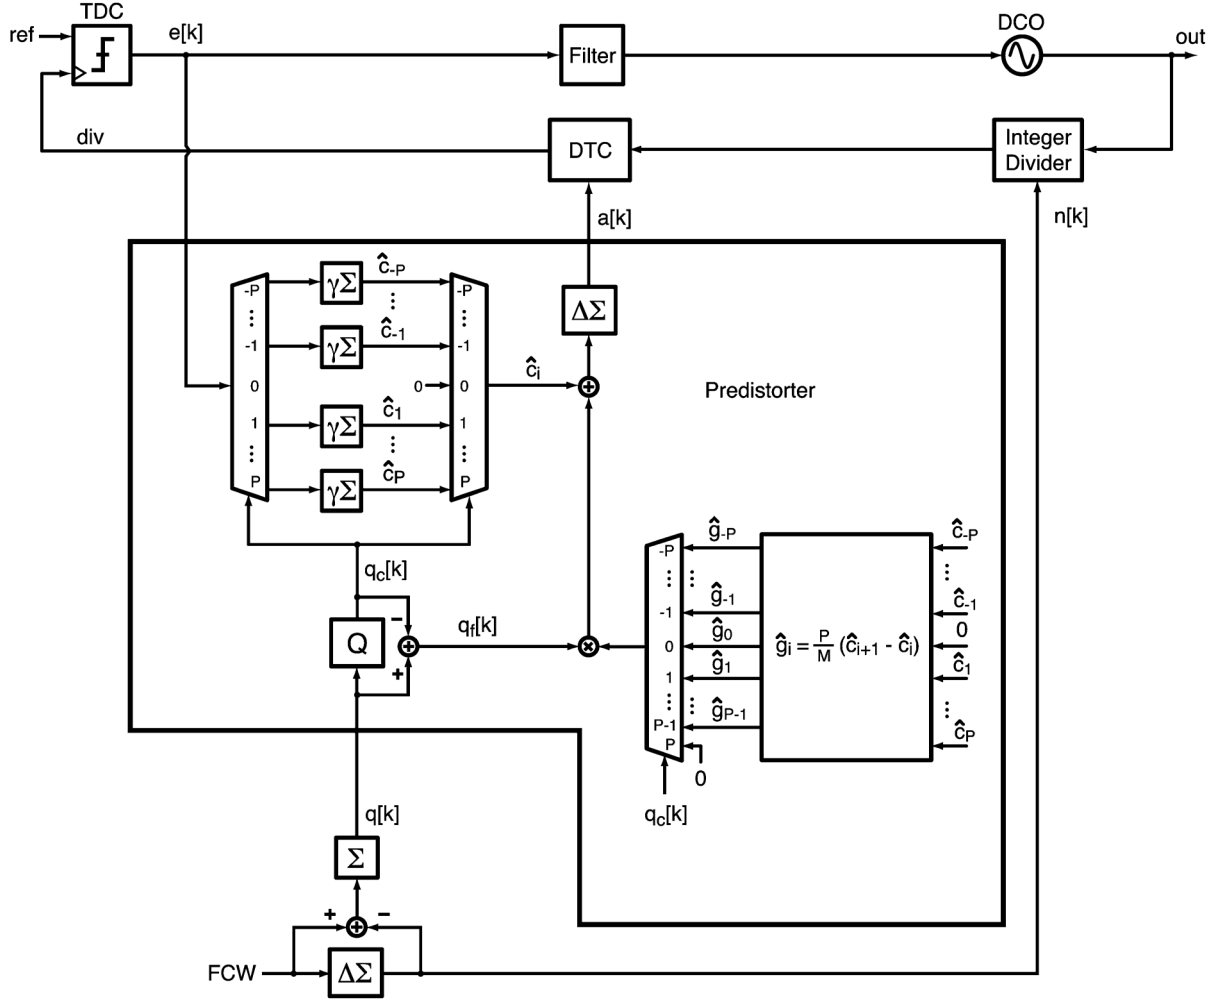 TDC
ref
e[k]
Filter
DCO
out
div
DTC
Integer
Divider
a[k]
n[k]
-P
⋮
-1
0
1
⋮
P
γΣ
γΣ
γΣ
γΣ
ĉ-P
⋮
ĉ-1
0
ĉ1
⋮
ĉP
-P
⋮
-1
0
1
⋮
P
ĉi
ΔΣ
+
Predistorter
qc[k]
Q
-
+
+
qf[k]
×
-P
⋮
-1
0
1
⋮
P-1
P
ĝ-P
⋮
ĝ-1
ĝ0
ĝ1
⋮
ĝP-1
0
qc[k]
ĝi = P/M (ĉi+1 - ĉi)
ĉ-P
⋮
ĉ-1
0
ĉ1
⋮
ĉP
q[k]
Σ
+
-
+
FCW
ΔΣ